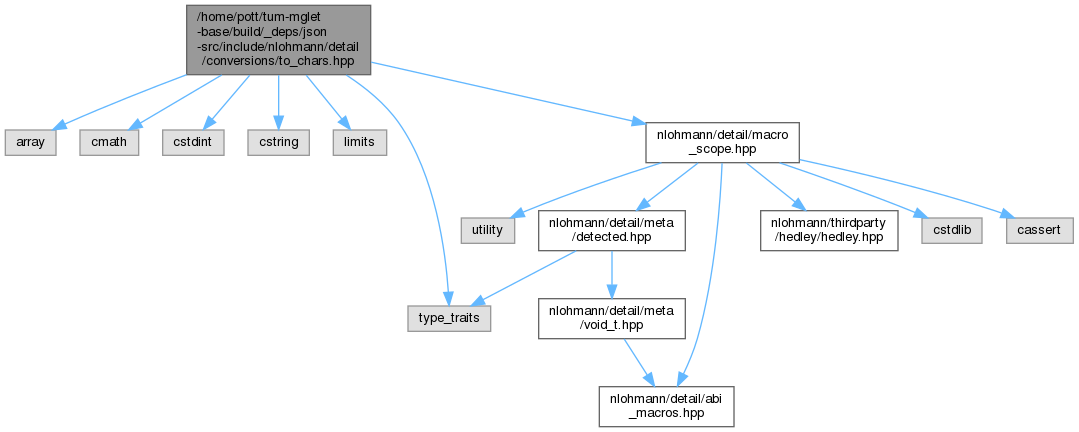 /home/pott/tum-mglet
-base/build/_deps/json
-src/include/nlohmann/detail
/conversions/to_chars.hpp
array
cmath
cstdint
cstring
limits
nlohmann/detail/macro
_scope.hpp
utility
nlohmann/detail/meta
/detected.hpp
nlohmann/thirdparty
/hedley/hedley.hpp
cstdlib
cassert
type_traits
nlohmann/detail/meta
/void_t.hpp
nlohmann/detail/abi
_macros.hpp